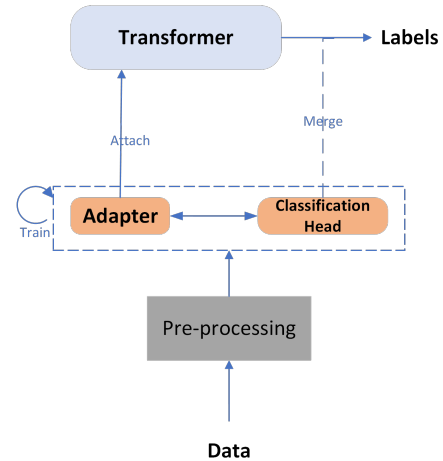 Transformer
Labels
Merge
Attach
Adapter
Classification
Head
Train
Pre-processing
Data